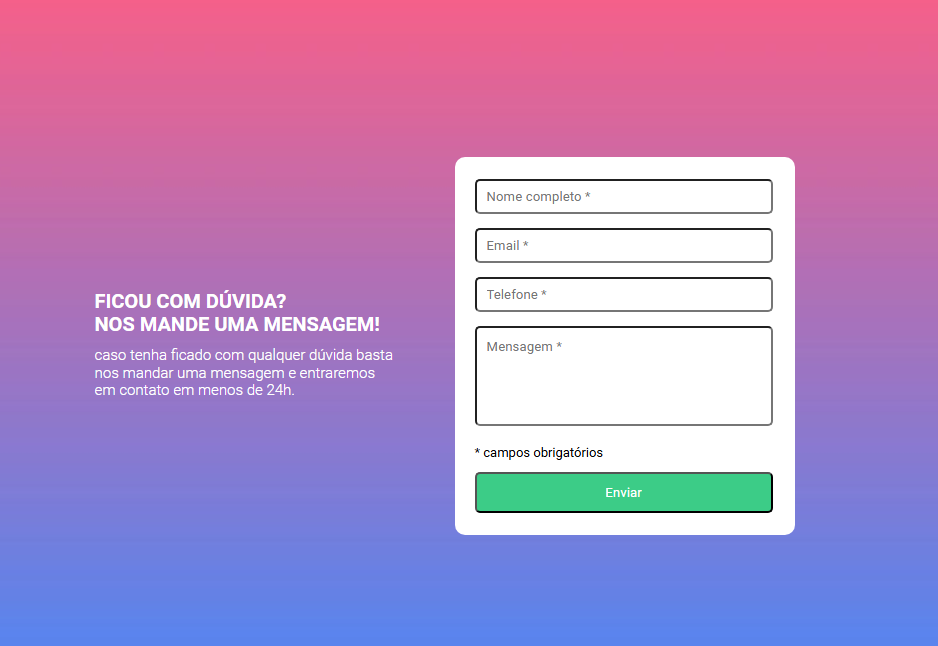 FICOU COM DÚVIDA?
NOS MANDE UMA MENSAGEM!
caso tenha ficado com qualquer dúvida basta
nos mandar uma mensagem e entraremos
em contato em menos de 24h.
Nome completo *
Email *
Telefone *
Mensagem *
* campos obrigatórios
Enviar